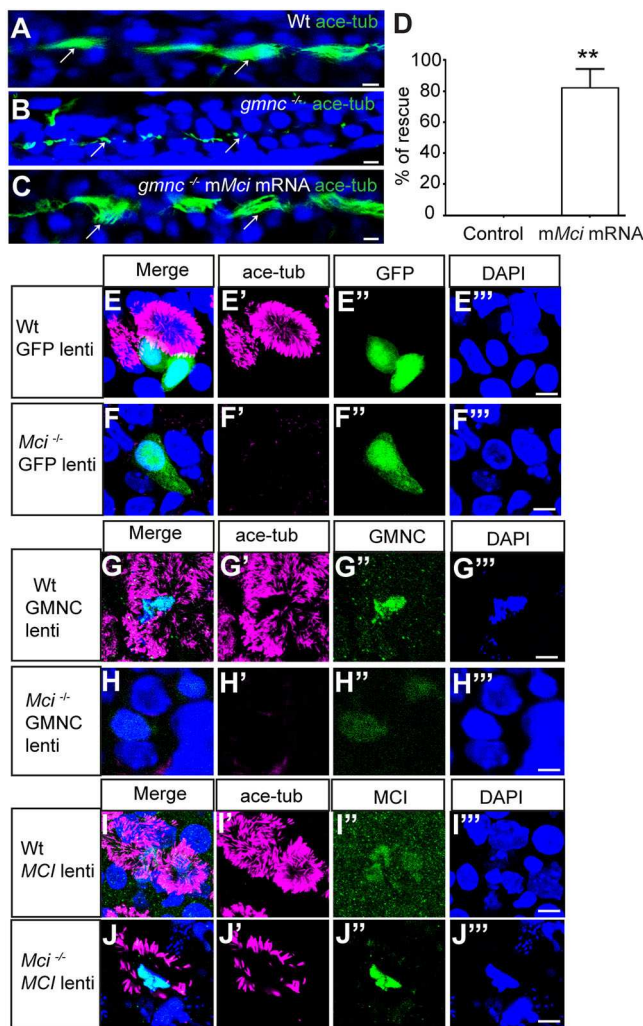 A Wt ace-tub
B gmnc -/- ace-tub
C gmnc -/- mMci mRNA ace-tub
D
**
100
80
60
40
20
0
% of rescue
Control mMci mRNA
Merge ace-tub GFP DAPI
Wt
GFP lenti
E E' E'' E'''
Mci -/-
GFP lenti
F F' F'' F'''
Merge ace-tub GMNC DAPI
Wt
GMNC
lenti
G G' G'' G'''
Mci -/-
GMNC
lenti
H H' H'' H'''
Merge ace-tub MCI DAPI
Wt
MCI lenti
I I' I'' I'''
Mci -/-
MCI lenti
J J' J'' J'''